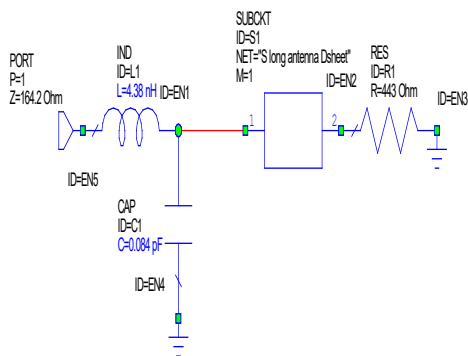 SUBCKT
ID=S1
NET="S long antenna Dsheet"
M=1
PORT
P=1
Z=164.2 Ohm
IND
ID=L1
L=4.38 nH
ID=EN1
RES
ID=R1
R=443 Ohm
ID=EN2
ID=EN3
1
2
ID=EN5
CAP
ID=C1
C=0.084 pF
ID=EN4